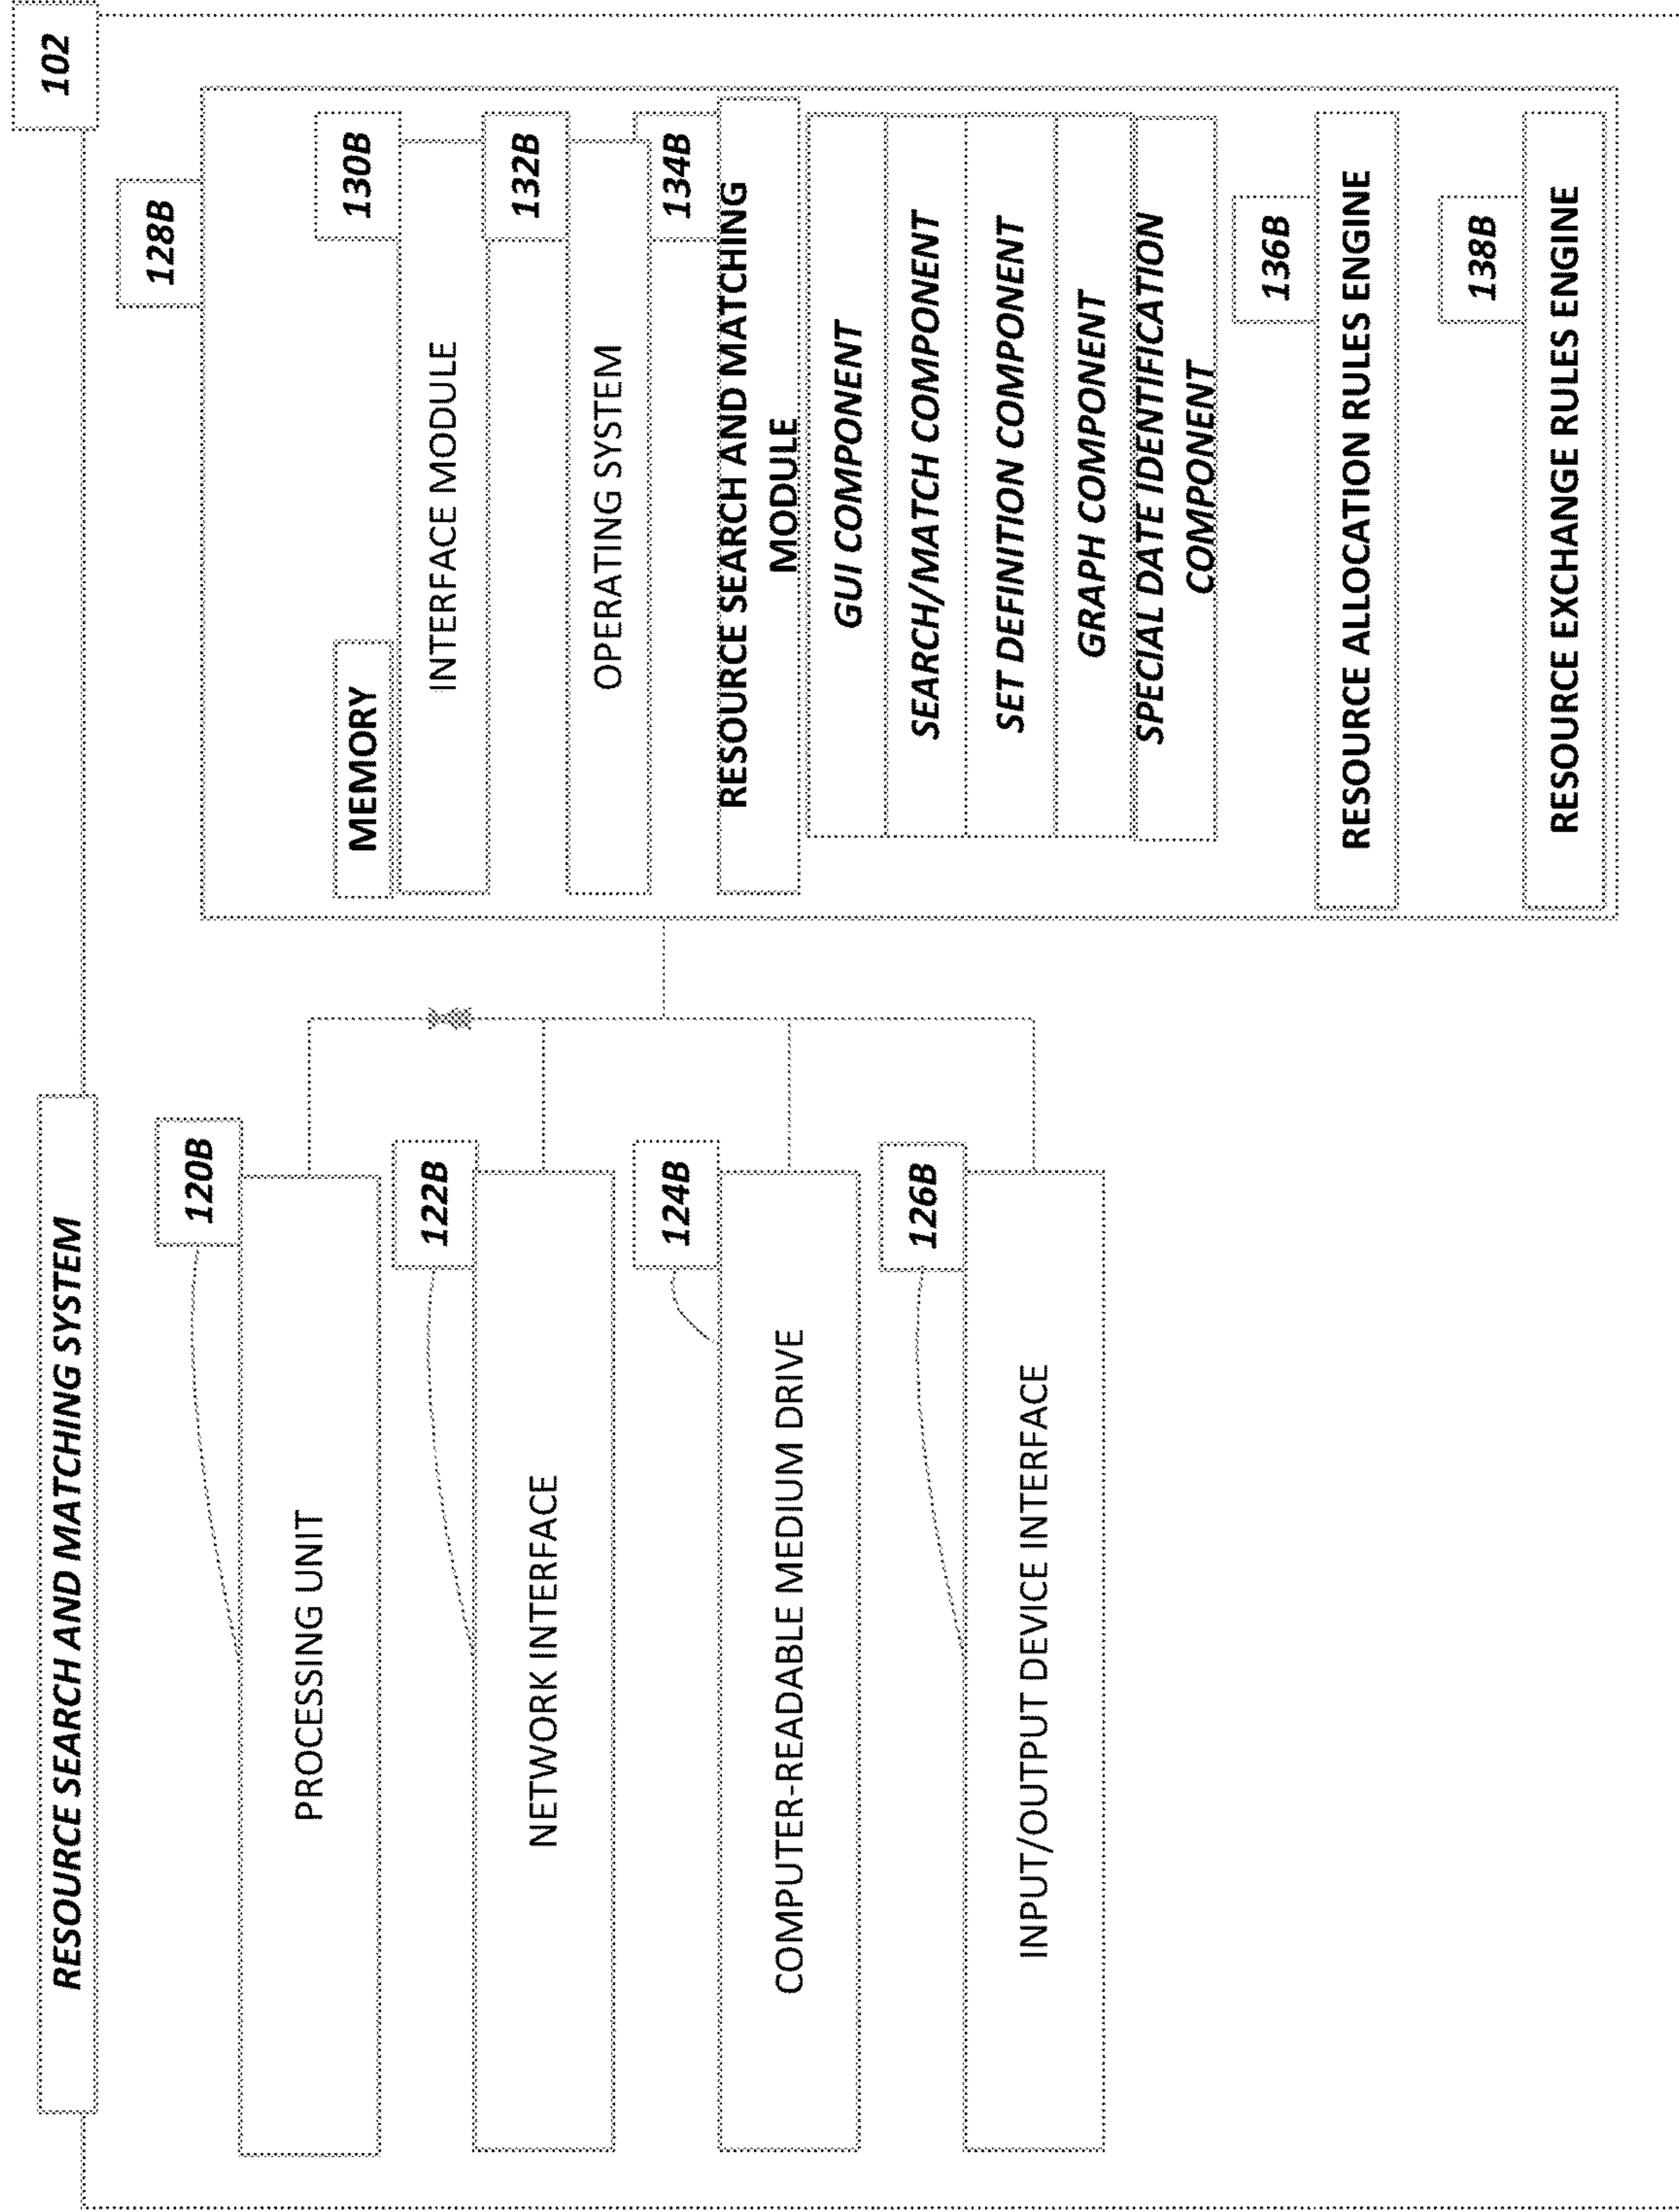 RESOURCE SEARCH AND MATCHING SYSTEM
102
120B
PROCESSING UNIT
122B
NETWORK INTERFACE
124B
COMPUTER-READABLE MEDIUM DRIVE
126B
INPUT/OUTPUT DEVICE INTERFACE
128B
MEMORY
130B
INTERFACE MODULE
132B
OPERATING SYSTEM
134B
RESOURCE SEARCH AND MATCHING
MODULE
GUI COMPONENT
SEARCH/MATCH COMPONENT
SET DEFINITION COMPONENT
GRAPH COMPONENT
SPECIAL DATE IDENTIFICATION
COMPONENT
136B
RESOURCE ALLOCATION RULES ENGINE
138B
RESOURCE EXCHANGE RULES ENGINE